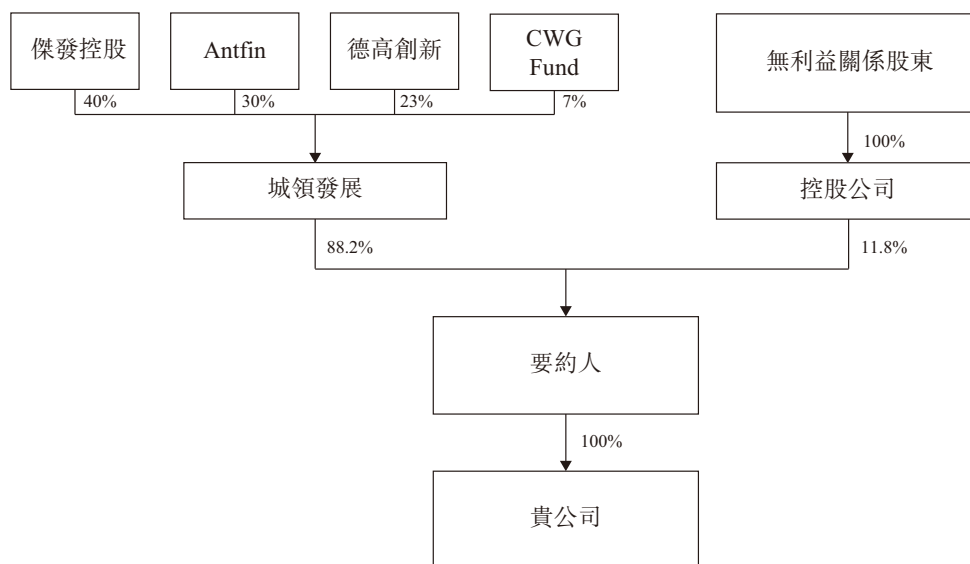 傑發控股
Antfin
德高創新
CWG
Fund
無利益關係股東
40%
30%
23%
7%
100%
城領發展
控股公司
88.2%
11.8%
要約人
100%
貴公司